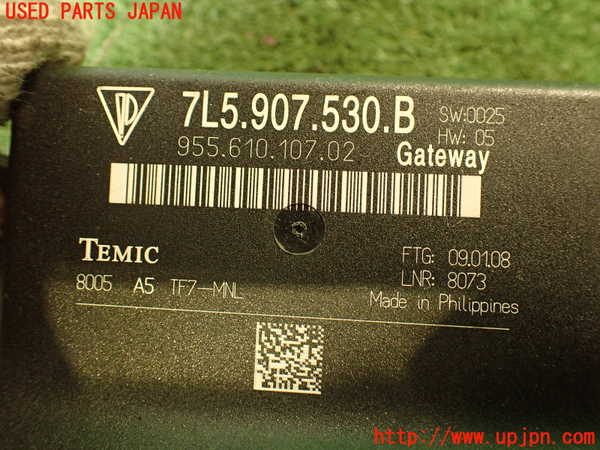 USED PARTS JAPAN
7L5.907.530.B SW:0025
HW: 05
955.610.107.02 Gateway
TEMIC
FTG: 09.01.08
8005 A5 TF7-MNL
LNR: 8073
Made in Philippines
http://www.upjpn.com/